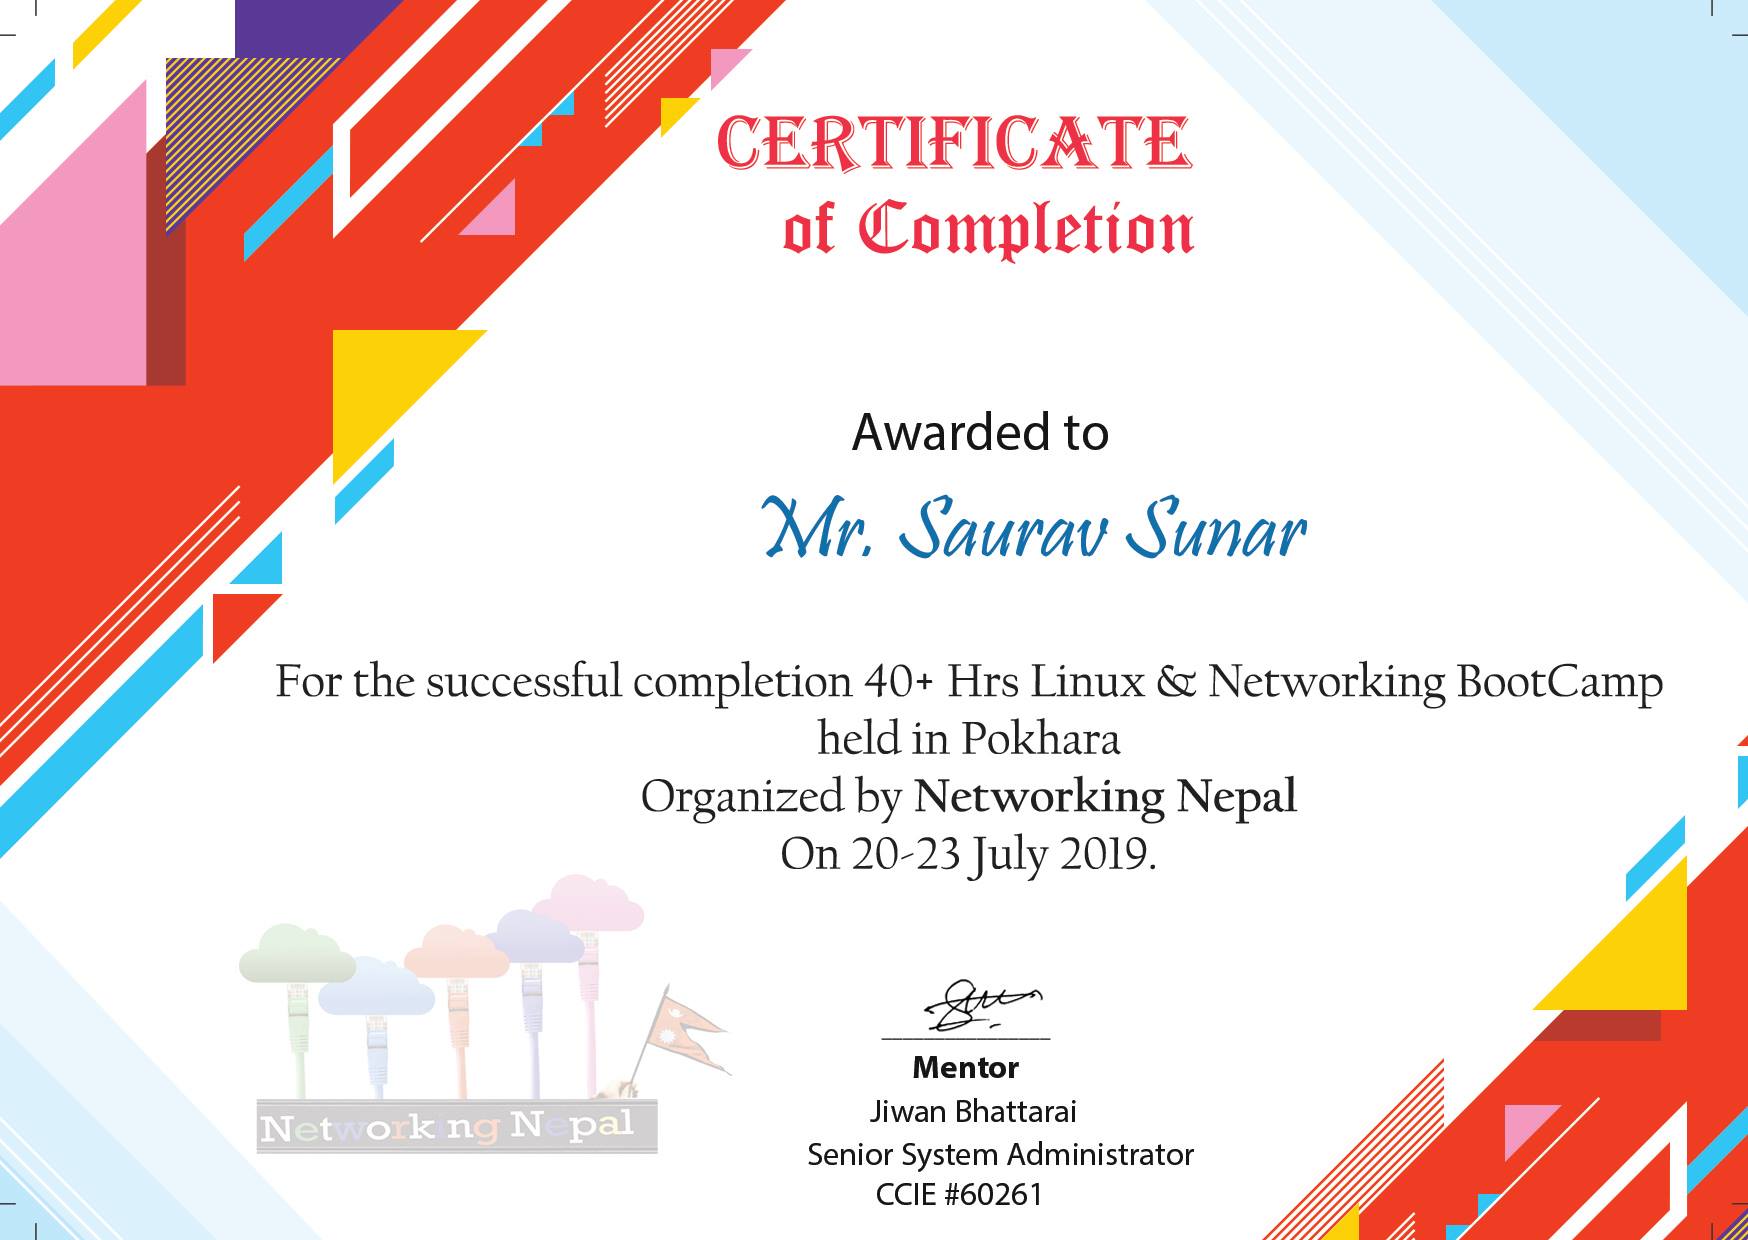 CERTIFICATE
of Completion
Awarded to
Mr. Saurav Sunar
For the successful completion 40+ Hrs Linux & Networking BootCamp
held in Pokhara
Organized by Networking Nepal
On 20-23 July 2019.
Networking Nepal
Mentor
Jiwan Bhattarai
Senior System Administrator
CCIE #60261